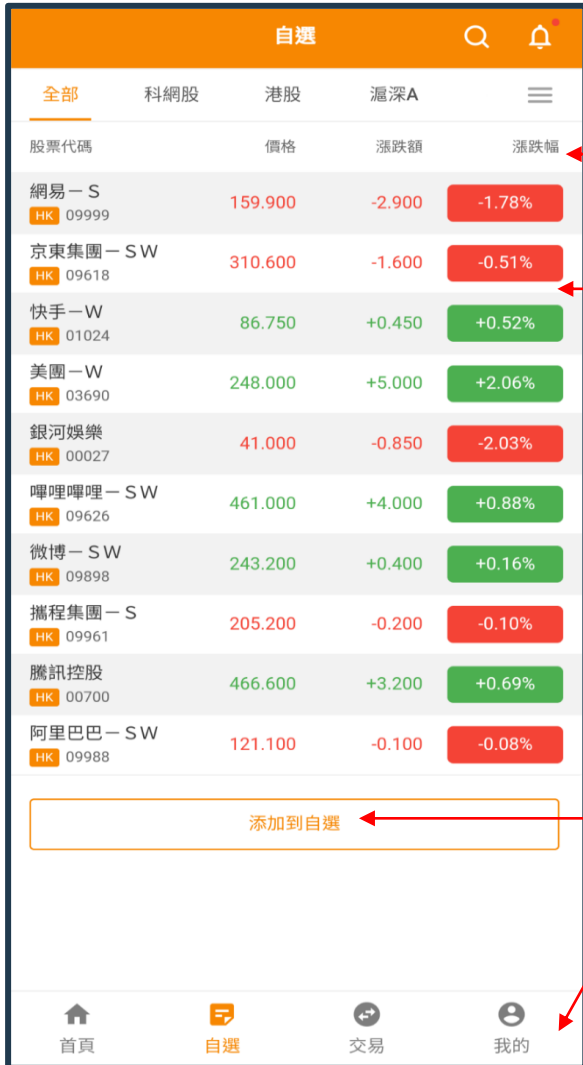 自選
全部 科網股 港股 滬深A
股票代碼 價格 漲跌額 漲跌幅
網易－Ｓ
159.900 -2.900 -1.78%
HK 09999
京東集團－ＳＷ
310.600 -1.600 -0.51%
HK 09618
快手－W
86.750 +0.450 +0.52%
HK 01024
美團－W
248.000 +5.000 +2.06%
HK 03690
銀河娛樂
41.000 -0.850 -2.03%
HK 00027
嗶哩嗶哩－ＳＷ
461.000 +4.000 +0.88%
HK 09626
微博－ＳＷ
243.200 +0.400 +0.16%
HK 09898
攜程集團－Ｓ
205.200 -0.200 -0.10%
HK 09961
騰訊控股
466.600 +3.200 +0.69%
HK 00700
阿里巴巴－ＳＷ
121.100 -0.100 -0.08%
HK 09988
添加到自選
首頁 自選 交易 我的